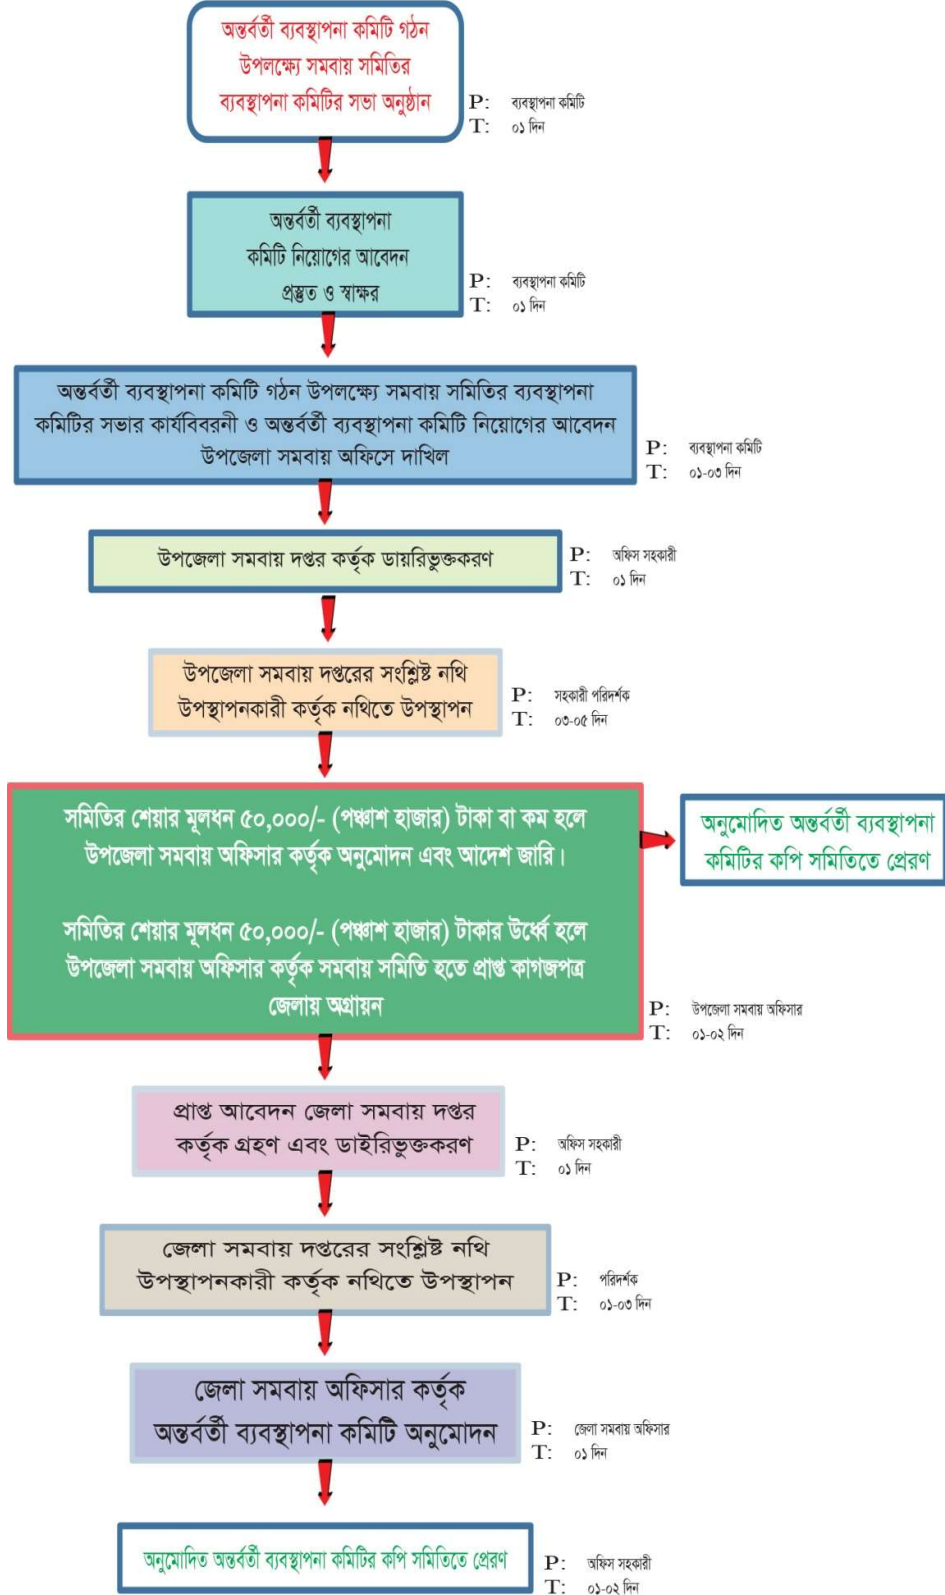 অন্তর্বর্তী ব্যবস্থাপনা কমিটি গঠন
উপলক্ষ্যে সমবায় সমিতির
ব্যবস্থাপনা কমিটির সভা অনুষ্ঠান
P: ব্যবস্থাপনা কমিটি
T: ০১ দিন
অন্তর্বর্তী ব্যবস্থাপনা
কমিটি নিয়োগের আবেদন
প্রস্তুত ও স্বাক্ষর
P: ব্যবস্থাপনা কমিটি
T: ০১ দিন
অন্তর্বর্তী ব্যবস্থাপনা কমিটি গঠন উপলক্ষ্যে সমবায় সমিতির ব্যবস্থাপনা
কমিটির সভার কার্যবিবরনী ও অন্তর্বর্তী ব্যবস্থাপনা কমিটি নিয়োগের আবেদন
উপজেলা সমবায় অফিসে দাখিল
P: ব্যবস্থাপনা কমিটি
T: ০১-০৩ দিন
উপজেলা সমবায় দপ্তর কর্তৃক ডায়রিভুক্তকরণ
P: অফিস সহকারী
T: ০১ দিন
উপজেলা সমবায় দপ্তরের সংশ্লিষ্ট নথি
উপস্থাপনকারী কর্তৃক নথিতে উপস্থাপন
P: সহকারী পরিদর্শক
T: ০৩-০৫ দিন
সমিতির শেয়ার মূলধন ৫০,০০০/- (পঞ্চাশ হাজার) টাকা বা কম হলে
উপজেলা সমবায় অফিসার কর্তৃক অনুমোদন এবং আদেশ জারি।
অনুমোদিত অন্তর্বর্তী ব্যবস্থাপনা
কমিটির কপি সমিতিতে প্রেরণ
সমিতির শেয়ার মূলধন ৫০,০০০/- (পঞ্চাশ হাজার) টাকার উর্ধ্বে হলে
উপজেলা সমবায় অফিসার কর্তৃক সমবায় সমিতি হতে প্রাপ্ত কাগজপত্র
জেলায় অগ্রায়ন
P: উপজেলা সমবায় অফিসার
T: ০১-০২ দিন
প্রাপ্ত আবেদন জেলা সমবায় দপ্তর
কর্তৃক গ্রহণ এবং ডাইরিভুক্তকরণ
P: অফিস সহকারী
T: ০১ দিন
জেলা সমবায় দপ্তরের সংশ্লিষ্ট নথি
উপস্থাপনকারী কর্তৃক নথিতে উপস্থাপন
P: পরিদর্শক
T: ০১-০৩ দিন
জেলা সমবায় অফিসার কর্তৃক
অন্তর্বর্তী ব্যবস্থাপনা কমিটি অনুমোদন
P: জেলা সমবায় অফিসার
T: ০১ দিন
অনুমোদিত অন্তর্বর্তী ব্যবস্থাপনা কমিটির কপি সমিতিতে প্রেরণ
P: অফিস সহকারী
T: ০১-০২ দিন